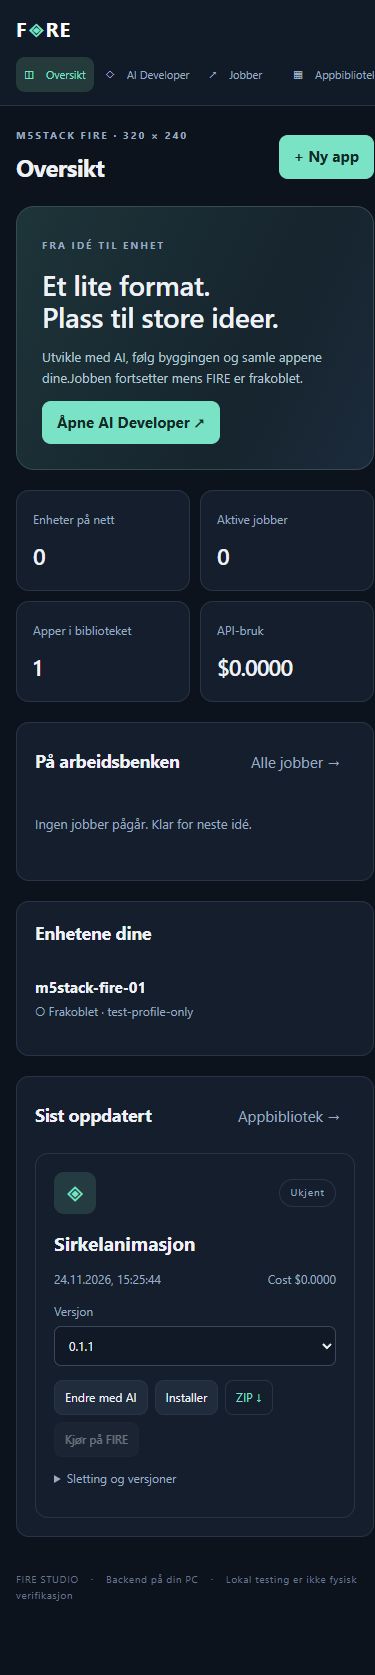 F◈RE
Oversikt AI Developer Jobber Appbibliotel
M5STACK FIRE · 320 × 240
Oversikt
+ Ny app
FRA IDÉ TIL ENHET
Et lite format.
Plass til store ideer.
Utvikle med AI, følg byggingen og samle appene
dineJobben fortsetter mens FIRE er frakoblet.
Åpne AI Developer ↗
Enheter på nett
0
Aktive jobber
0
Apper i biblioteket
1
API-bruk
$0.0000
På arbeidsbenken
Alle jobber →
Ingen jobber pågår. Klar for neste idé.
Enhetene dine
m5stack-fire-01
○ Frakoblet · test-profile-only
Sist oppdatert
Appbibliotek →
Ukjent
Sirkelanimasjon
24.11.2026, 15:25:44
Cost $0.0000
Versjon
0.1.1
Endre med AI
Installer
ZIP ↓
Kjør på FIRE
▶ Sletting og versjoner
FIRE STUDIO · Backend på din PC · Lokal testing er ikke fysisk
verifikasjon